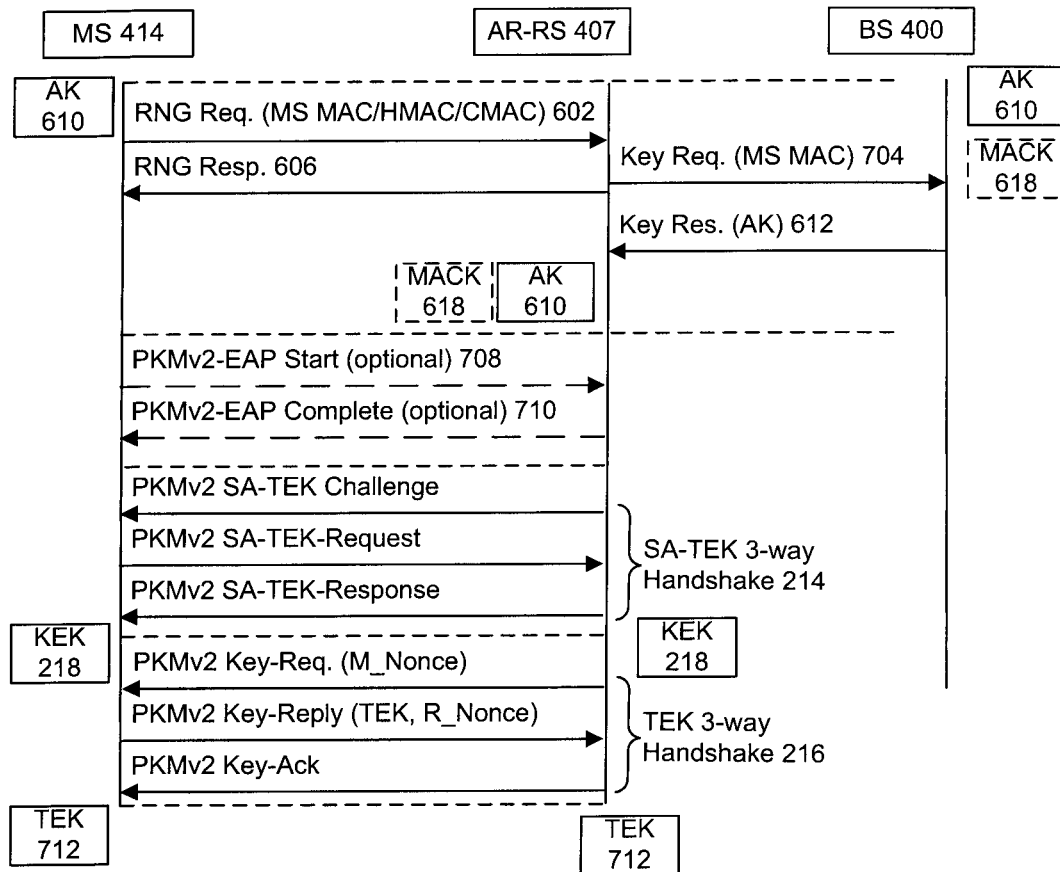 MS 414
AR-RS 407
BS 400
AK
610
RNG Req. (MS MAC/HMAC/CMAC) 602
AK
610
RNG Resp. 606
Key Req. (MS MAC) 704
MACK
618
Key Res. (AK) 612
MACK
618
AK
610
PKMv2-EAP Start (optional) 708
PKMv2-EAP Complete (optional) 710
PKMv2 SA-TEK Challenge
PKMv2 SA-TEK-Request
SA-TEK 3-way
Handshake 214
PKMv2 SA-TEK-Response
KEK
218
KEK
218
PKMv2 Key-Req. (M_Nonce)
PKMv2 Key-Reply (TEK, R_Nonce)
TEK 3-way
Handshake 216
PKMv2 Key-Ack
TEK
712
TEK
712